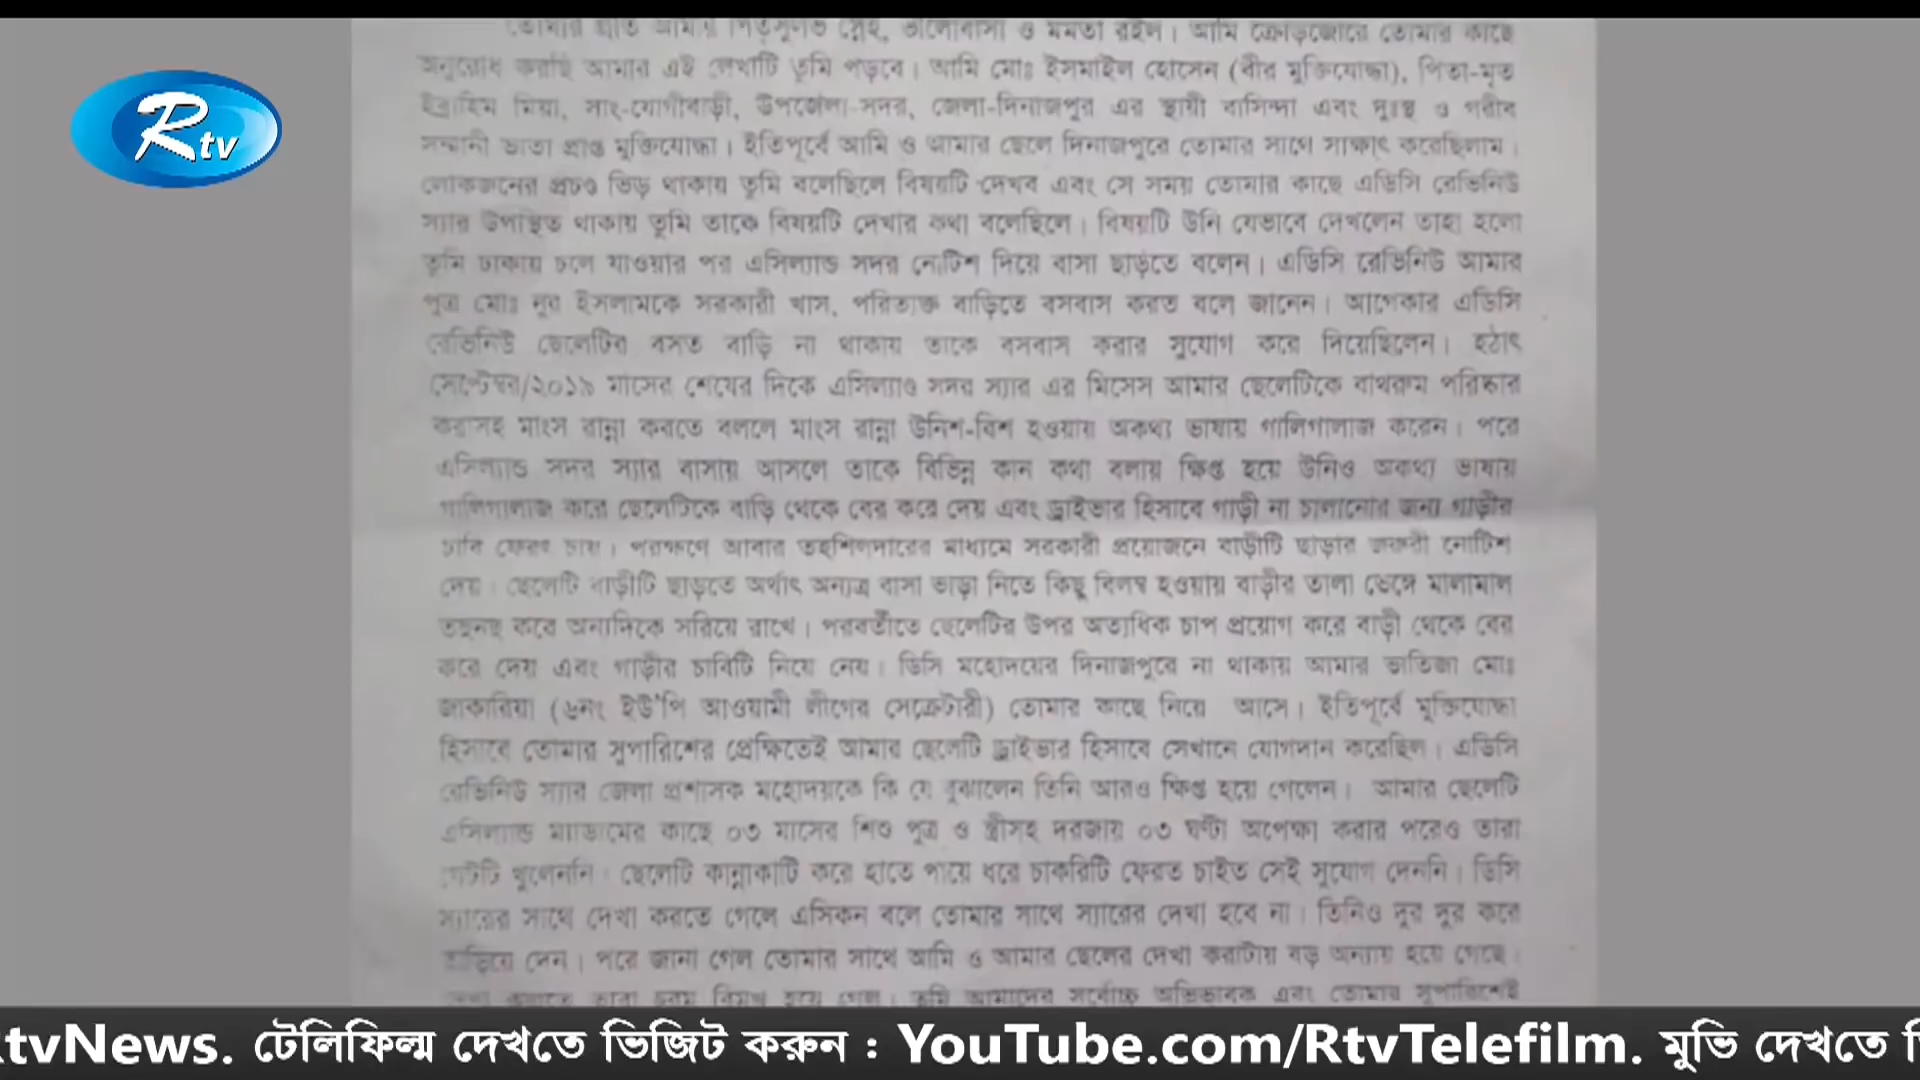 তোমার প্রতি আমার পিতৃসুলভ স্নেহ, ভালোবাসা ও মমতা রইল। আমি ক্রোড়জোরে তোমার কাছে
অনুরোধ করছি আমার এই লেখাটি তুমি পড়বে। আমি মোঃ ইসমাইল হোসেন (বীর মুক্তিযোদ্ধা), পিতা-মৃত
ইব্রাহিম মিয়া, সাং-যোগীবাড়ী, উপজেলা-সদর, জেলা-দিনাজপুর এর স্থায়ী বাসিন্দা এবং দুঃস্থ ও গরীব
সম্মানী ভাতা প্রাপ্ত মুক্তিযোদ্ধা। ইতিপূর্বে আমি ও আমার ছেলে দিনাজপুরে তোমার সাথে সাক্ষাৎ করেছিলাম।
লোকজনের প্রচণ্ড ভিড় থাকায় তুমি বলেছিলে বিষয়টি দেখব এবং সে সময় তোমার কাছে এডিসি রেভিনিউ
স্যার উপস্থিত থাকায় তুমি তাকে বিষয়টি দেখার কথা বলেছিলে। বিষয়টি উনি যেভাবে দেখলেন তাহা হলো
তুমি ঢাকায় চলে যাওয়ার পর এসিল্যান্ড সদর নোটিশ দিয়ে বাসা ছাড়তে বলেন। এডিসি রেভিনিউ আমার
পুত্র মোঃ নুর ইসলামকে সরকারী খাস, পরিত্যক্ত বাড়িতে বসবাস করত বলে জানেন। আগেকার এডিসি
রেভিনিউ ছেলেটির বসত বাড়ি না থাকায় তাকে বসবাস করার সুযোগ করে দিয়েছিলেন। হঠাৎ
সেপ্টেম্বর/২০১৯ মাসের শেষের দিকে এসিল্যাণ্ড সদর স্যার এর মিসেস আমার ছেলেটিকে বাথরুম পরিষ্কার
করাসহ মাংস রান্না করতে বললে মাংস রান্না উনিশ-বিশ হওয়ায় অকথ্য ভাষায় গালিগালাজ করেন। পরে
এসিল্যান্ড সদর স্যার বাসায় আসলে তাকে বিভিন্ন কান কথা বলায় ক্ষিপ্ত হয়ে উনিও অকথ্য ভাষায়
গালিগালাজ করে ছেলেটিকে বাড়ি থেকে বের করে দেয় এবং ড্রাইভার হিসাবে গাড়ী না চালানোর জন্য গাড়ীর
চাবি ফেরৎ চায়। পরক্ষণে আবার তহশিলদারের মাধ্যমে সরকারী প্রয়োজনে বাড়ীটি ছাড়ার জরুরী নোটিশ
দেয়। ছেলেটি বাড়ীটি ছাড়তে অর্থাৎ অন্যত্র বাসা ভাড়া নিতে কিছু বিলম্ব হওয়ায় বাড়ীর তালা ভেঙ্গে মালামাল
তছনছ করে অন্যদিকে সরিয়ে রাখে। পরবর্তীতে ছেলেটির উপর অত্যধিক চাপ প্রয়োগ করে বাড়ী থেকে বের
করে দেয় এবং গাড়ীর চাবিটি নিয়ে নেয়। ডিসি মহোদয়ের দিনাজপুরে না থাকায় আমার ভাতিজা মোঃ
জাকারিয়া (৬নং ইউ'পি আওয়ামী লীগের সেক্রেটারী) তোমার কাছে নিয়ে আসে। ইতিপূর্বে মুক্তিযোদ্ধা
হিসাবে তোমার সুপারিশের প্রেক্ষিতেই আমার ছেলেটি ড্রাইভার হিসাবে সেখানে যোগদান করেছিল। এডিসি
রেভিনিউ স্যার জেলা প্রশাসক মহোদয়কে কি যে বুঝালেন তিনি আরও ক্ষিপ্ত হয়ে গেলেন। আমার ছেলেটি
এসিল্যান্ড ম্যাডামের কাছে ০৩ মাসের শিশু পুত্র ও স্ত্রীসহ দরজায় ০৩ ঘণ্টা অপেক্ষা করার পরেও তারা
গেটটি খুলেননি। ছেলেটি কান্নাকাটি করে হাতে পায়ে ধরে চাকরিটি ফেরত চাইত সেই সুযোগ দেননি। ডিসি
স্যারের সাথে দেখা করতে গেলে এসিকন বলে তোমার সাথে স্যারের দেখা হবে না। তিনিও দুর দুর করে
তাড়িয়ে দেন। পরে জানা গেল তোমার সাথে আমি ও আমার ছেলের দেখা করাটায় বড় অন্যায় হয়ে গেছে।
দেখা করাতে তারা চরম বিমুখ হয়ে গেল। তুমি আমাদের সর্বোচ্চ অভিভাবক এবং তোমার সুপারিশেই
Rtv
RtvNews. টেলিফিল্ম দেখতে ভিজিট করুন : YouTube.com/RtvTelefilm. মুভি দেখতে